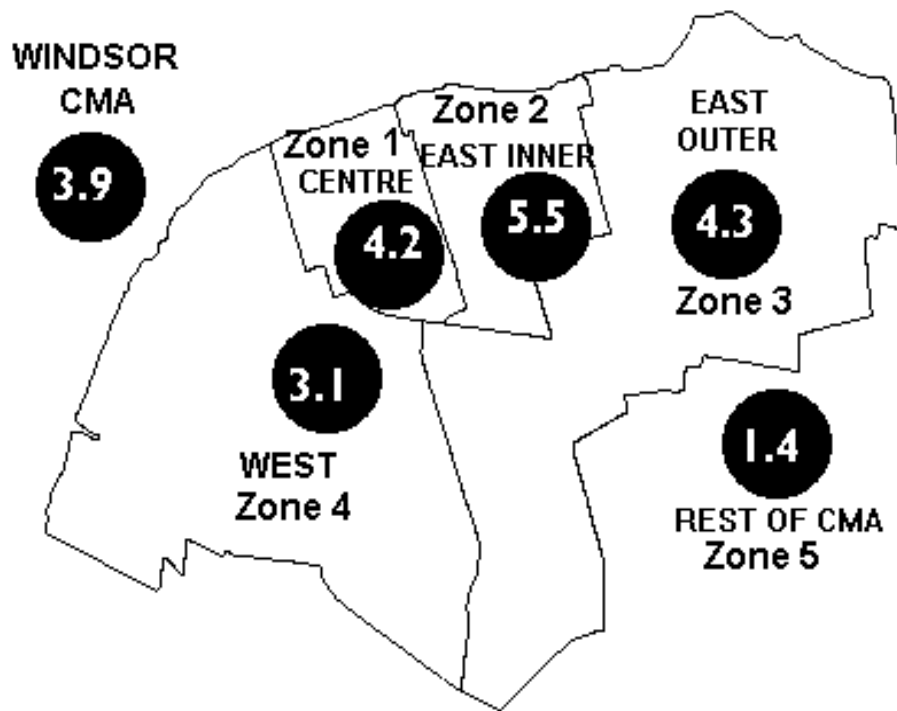 WINDSOR
CMA
3.9
Zone 1
CENTRE
4.2
Zone 2
EAST INNER
5.5
EAST
OUTER
4.3
Zone 3
3.1
WEST
Zone 4
1.4
REST OF CMA
Zone 5